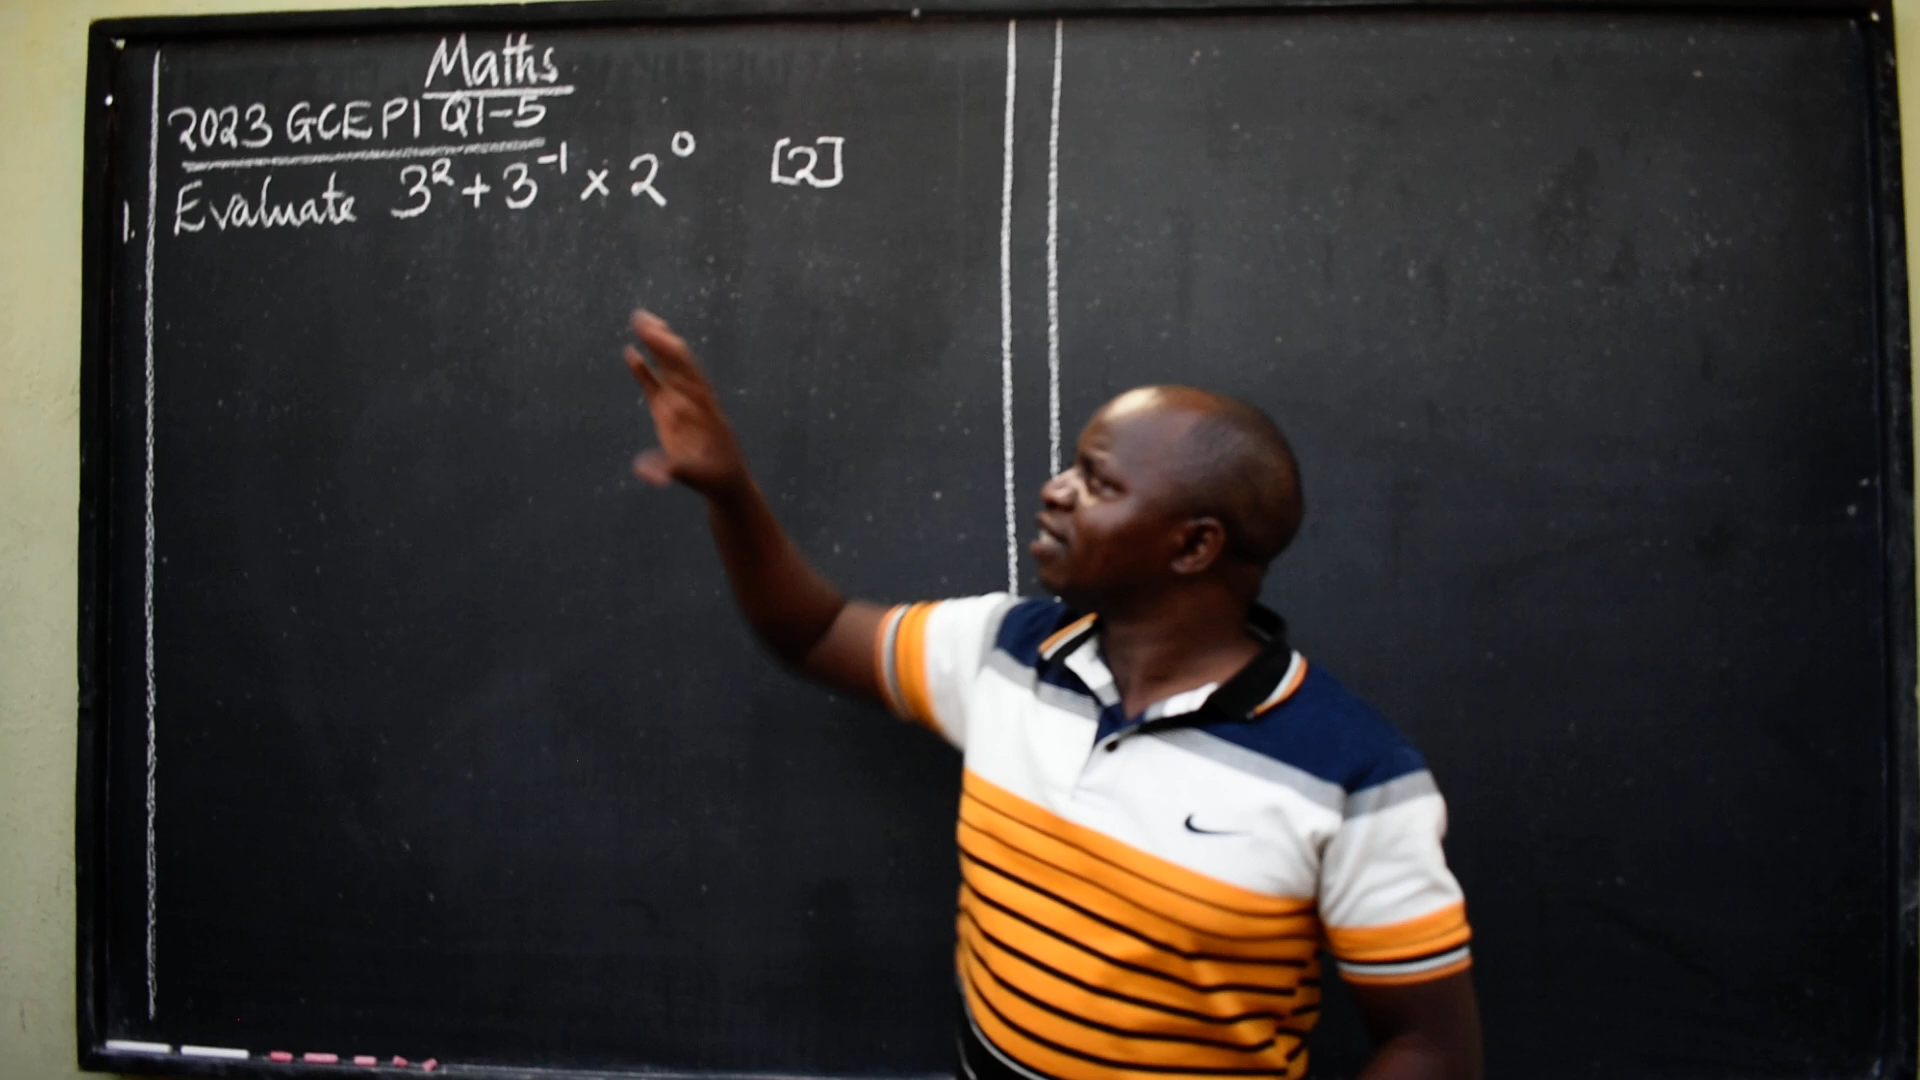 Maths
2023 GCE P1 Q1-5
1. Evaluate 3² + 3⁻¹ × 2⁰ [2]